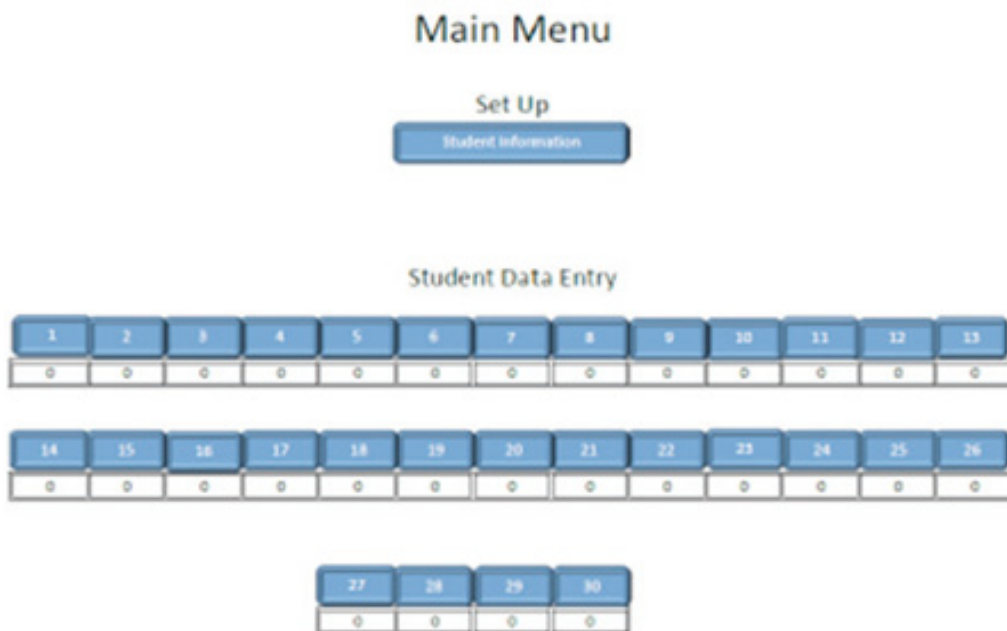 Main Menu
Set Up
Student Information
Student Data Entry
1 2 3 4 5 6 7 8 9 10 11 12 13
0 0 0 0 0 0 0 0 0 0 0 0 0
14 15 16 17 18 19 20 21 22 23 24 25 26
0 0 0 0 0 0 0 0 0 0 0 0 0
27 28 29 30
0 0 0 0